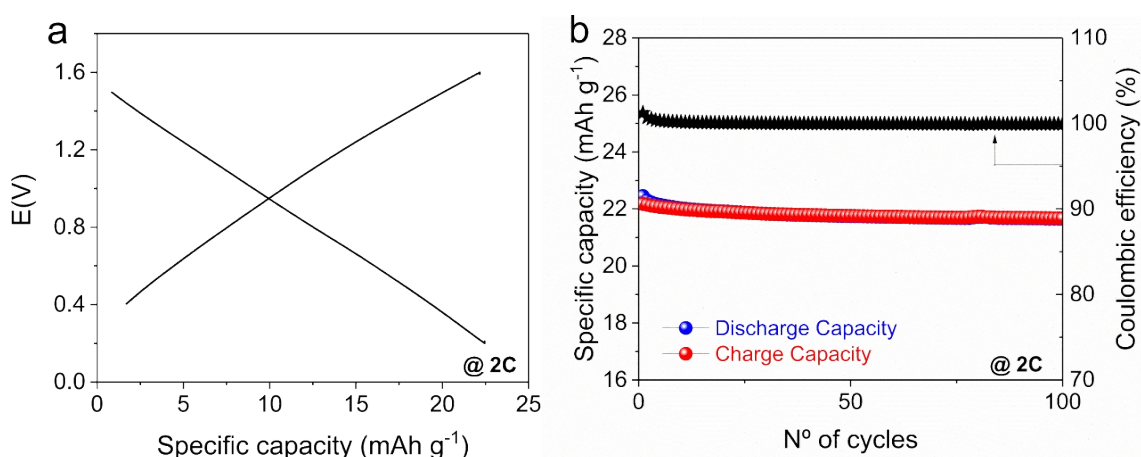 a
E(V)
1.6
1.2
0.8
0.4
0.0
0 5 10 15 20 25
@ 2C
Specific capacity (mAh g⁻¹)
b
Specific capacity (mAh g⁻¹)
28
26
24
22
20
18
16
Discharge Capacity
Charge Capacity
@ 2C
0 50 100
Nº of cycles
110
100
90
80
70
Coulombic efficiency (%)